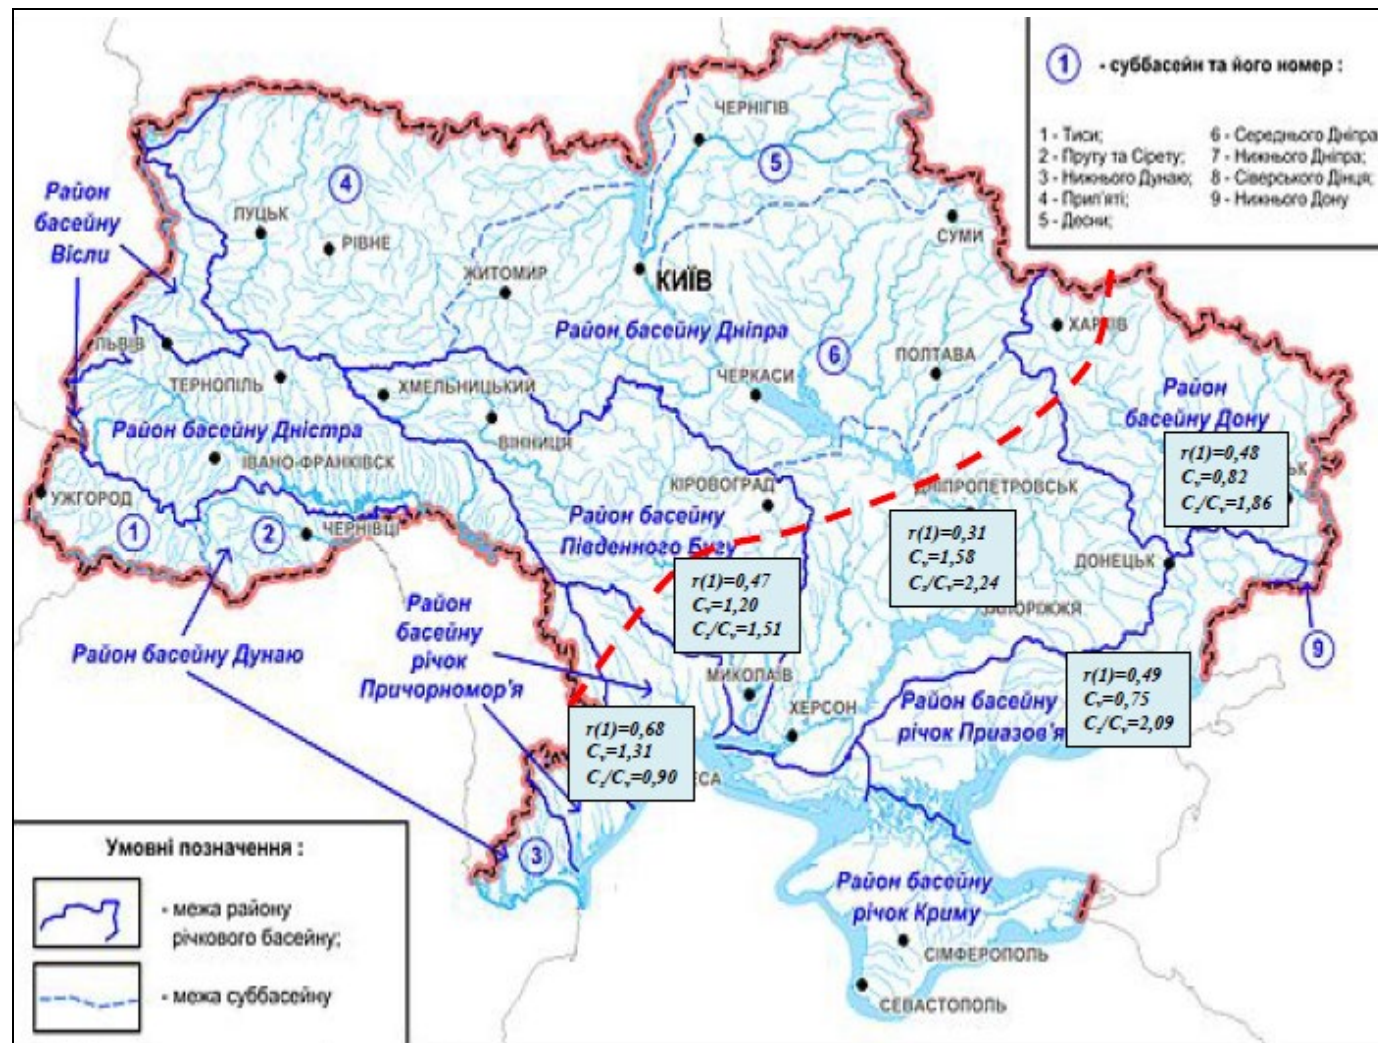 1 - суббасейн та його номер :
1 - Тиси;
2 - Пруту та Сірету;
3 - Нижнього Дунаю;
4 - Прип'яті;
5 - Десни;
6 - Середнього Дніпра
7 - Нижнього Дніпра;
8 - Сіверського Дінця;
9 - Нижнього Дону
ЧЕРНІГІВ
5
4
Район
басейну
Вісли
ЛУЦЬК
РІВНЕ
СУМИ
ЖИТОМИР
КИЇВ
ХАРКІВ
Район басейну Дніпра
6
ПОЛТАВА
ЛЬВІВ
ТЕРНОПІЛЬ
ХМЕЛЬНИЦЬКИЙ
ЧЕРКАСИ
Район
басейну Дону
Район басейну Дністра
ВІННИЦЯ
ІВАНО-ФРАНКІВСК
r(1)=0,48
Cv=0,82
Cs/Cv=1,86
УЖГОРОД
КІРОВОГРАД
ДНІПРОПЕТРОВСЬК
1
2
ЧЕРНІВЦІ
Район басейну
Південного Бугу
r(1)=0,31
Cv=1,58
Cs/Cv=2,24
ДОНЕЦЬК
r(1)=0,47
Cv=1,20
Cs/Cv=1,51
ЗАПОРІЖЖЯ
9
Район басейну Дунаю
Район
басейну
річок
Причорномор'я
МИКОЛАЇВ
ХЕРСОН
Район басейну
річок Приазов'я
r(1)=0,49
Cv=0,75
Cs/Cv=2,09
r(1)=0,68
Cv=1,31
Cs/Cv=0,90
ЕСА
3
Район басейну
річок Криму
СІМФЕРОПОЛЬ
СЕВАСТОПОЛЬ
Умовні позначення :
- межа району
річкового басейну;
- межа суббасейну